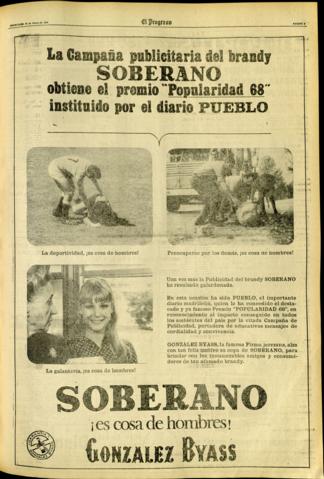 El Progreso
La Campaña publicitaria del brandy
SOBERANO
obtiene el premio "Popularidad 68"
instituído por el diario PUEBLO
La deportividad, ¡es cosa de hombres!
Preocuparse por los demás, ¡es cosa de hombres!
Una vez más la Publicidad del brandy SOBERANO
ha resultado galardonada.
En esta ocasión ha sido PUEBLO, el importante
diario madrileño, quien le ha concedido el desta-
cado y ya famoso Premio "POPULARIDAD 68", en
reconocimiento al impacto conseguido en todos
los ambientes del país por la citada Campaña de
Publicidad, portadora de educativos mensajes de
cordialidad y convivencia.
GONZALEZ BYASS, la famosa Firma jerezana, alza
con tan feliz motivo su copa de SOBERANO, para
brindar con los innumerables amigos y consumi-
dores de tan afamado brandy.
La galantería, ¡es cosa de hombres!
SOBERANO
¡es cosa de hombres!
GONZALEZ BYASS